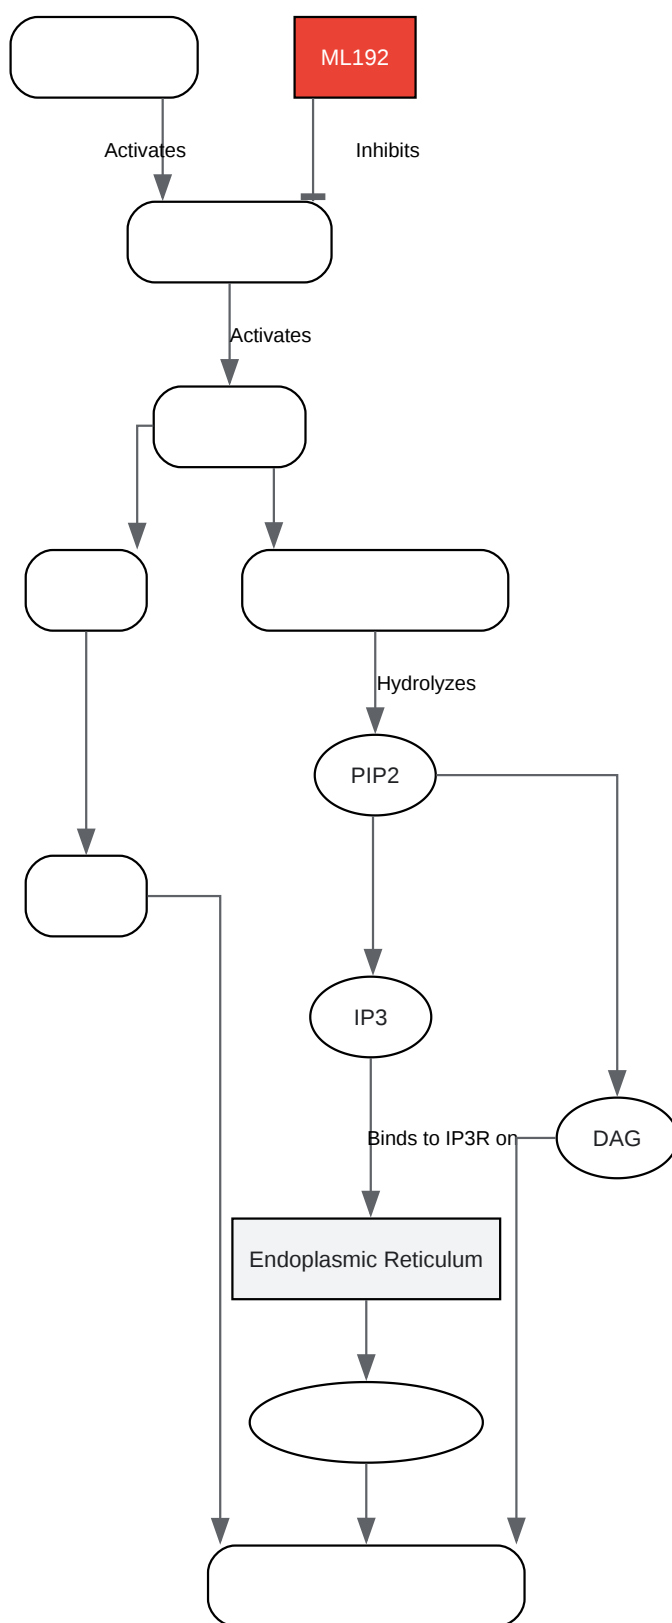 ML192
Activates
Inhibits
Activates
Hydrolyzes
PIP2
IP3
Binds to IP3R on
DAG
Endoplasmic Reticulum